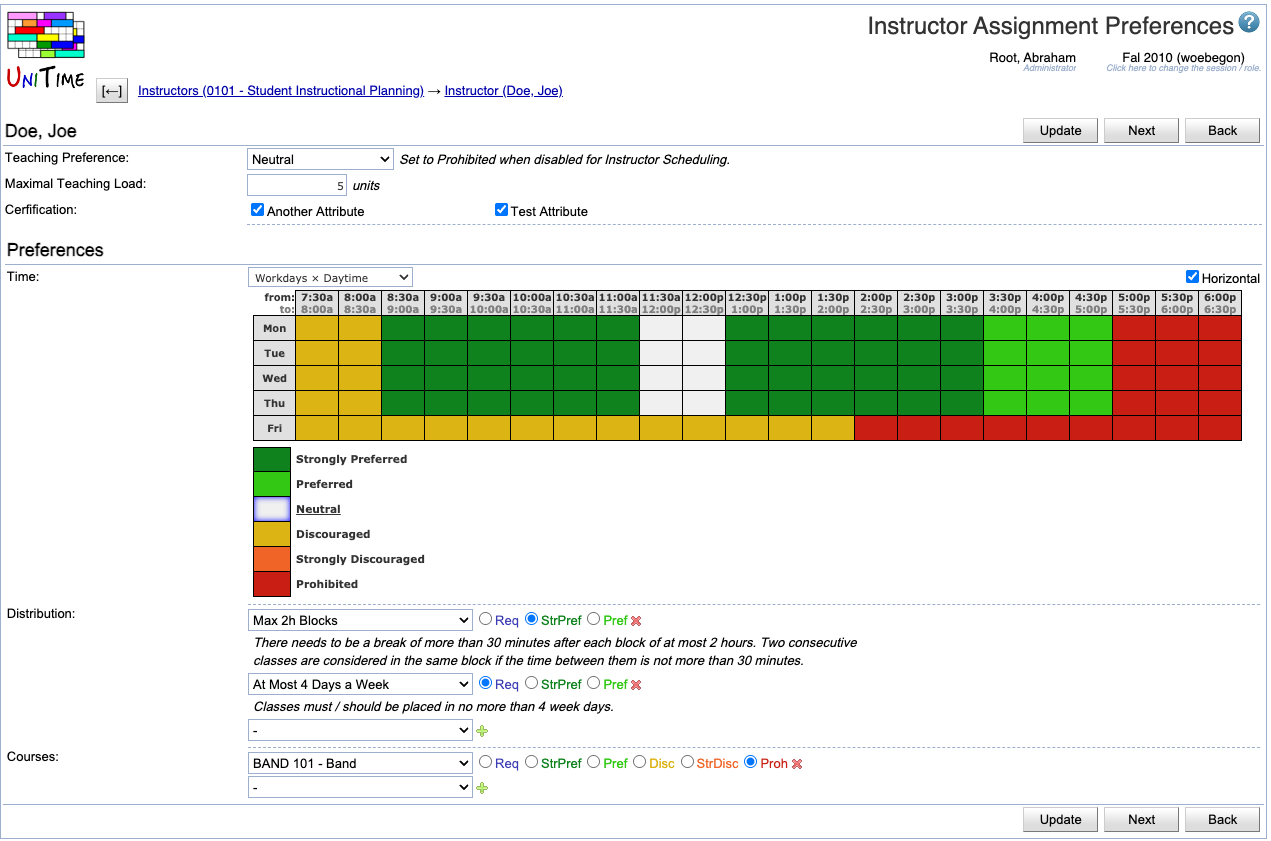 Instructor Assignment Preferences ?
Root, Abraham Fal 2010 (woebegon)
Administrator Click here to change the session / role.
UNITIME
[←] Instructors (0101 - Student Instructional Planning) → Instructor (Doe, Joe)
Doe, Joe Update Next Back
Teaching Preference: Neutral Set to Prohibited when disabled for Instructor Scheduling.
Maximal Teaching Load: 5 units
Cerfification: Another Attribute Test Attribute
Preferences
Time: Workdays × Daytime Horizontal
from: 7:30a 8:00a 8:30a 9:00a 9:30a 10:00a 10:30a 11:00a 11:30a 12:00p 12:30p 1:00p 1:30p 2:00p 2:30p 3:00p 3:30p 4:00p 4:30p 5:00p 5:30p 6:00p
to: 8:00a 8:30a 9:00a 9:30a 10:00a 10:30a 11:00a 11:30a 12:00p 12:30p 1:00p 1:30p 2:00p 2:30p 3:00p 3:30p 4:00p 4:30p 5:00p 5:30p 6:00p 6:30p
Mon
Tue
Wed
Thu
Fri
Strongly Preferred
Preferred
Neutral
Discouraged
Strongly Discouraged
Prohibited
Distribution: Max 2h Blocks Req StrPref Pref
There needs to be a break of more than 30 minutes after each block of at most 2 hours. Two consecutive
classes are considered in the same block if the time between them is not more than 30 minutes.
At Most 4 Days a Week Req StrPref Pref
Classes must / should be placed in no more than 4 week days.
-
Courses: BAND 101 - Band Req StrPref Pref Disc StrDisc Proh
-
Update Next Back